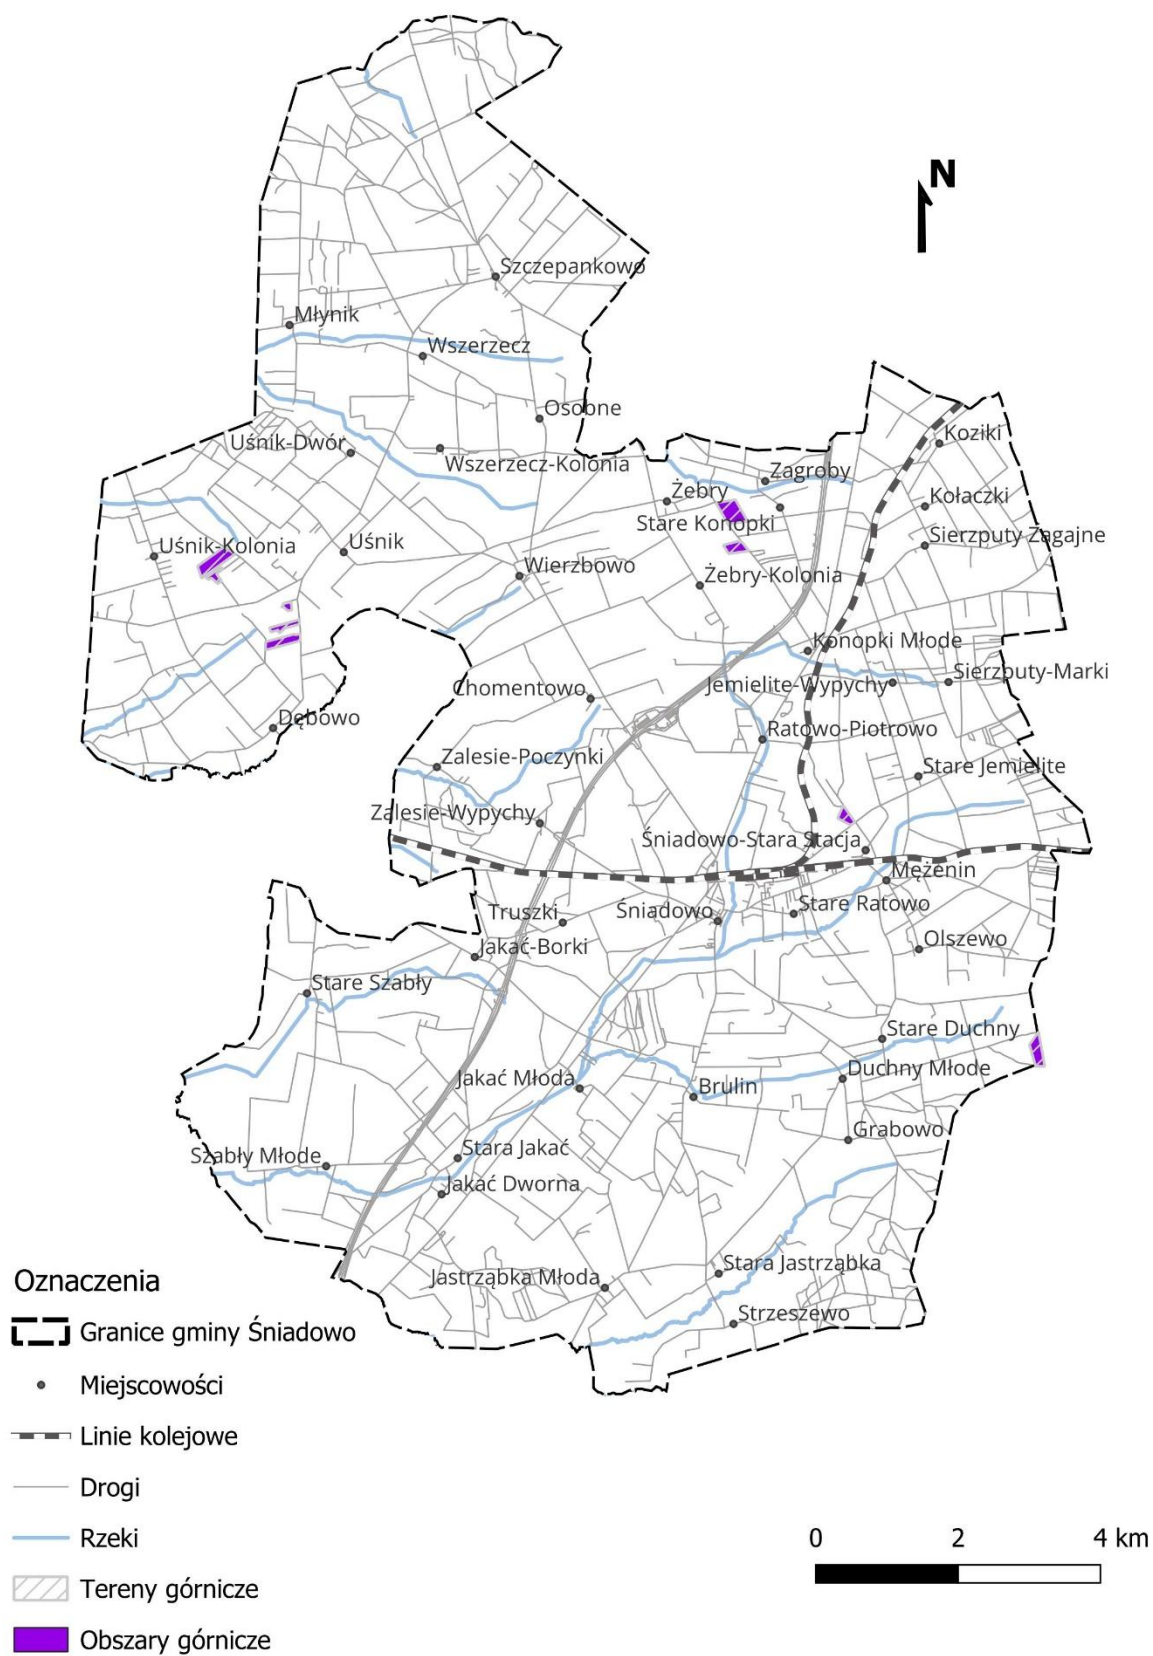 N
Szczepankowo
Młynik
Wszerzecz
Osobne
Koziki
Uśnik-Dwór
Wszerzecz-Kolonia
Zagroby
Żebry
Kołaczki
Stare Konopki
Sierzputy Zagajne
Uśnik-Kolonia
Uśnik
Wierzbowo
Żebry-Kolonia
Konopki Młode
Sierzputy-Marki
Jemielite-Wypychy
Chomentowo
Dębowo
Ratowo-Piotrowo
Zalesie-Poczynki
Stare Jemielite
Zalesie-Wypychy
Śniadowo-Stara Stacja
Mężenin
Truszki
Śniadowo
Stare Ratowo
Jakać-Borki
Olszewo
Stare Szabły
Stare Duchny
Duchny Młode
Jakać Młoda
Brulin
Grabowo
Szabły Młode
Stara Jakać
Jakać Dworna
Stara Jastrząbka
Jastrząbka Młoda
Strzeszewo
Oznaczenia
Granice gminy Śniadowo
Miejscowości
Linie kolejowe
Drogi
Rzeki
Tereny górnicze
Obszary górnicze
0 2 4 km